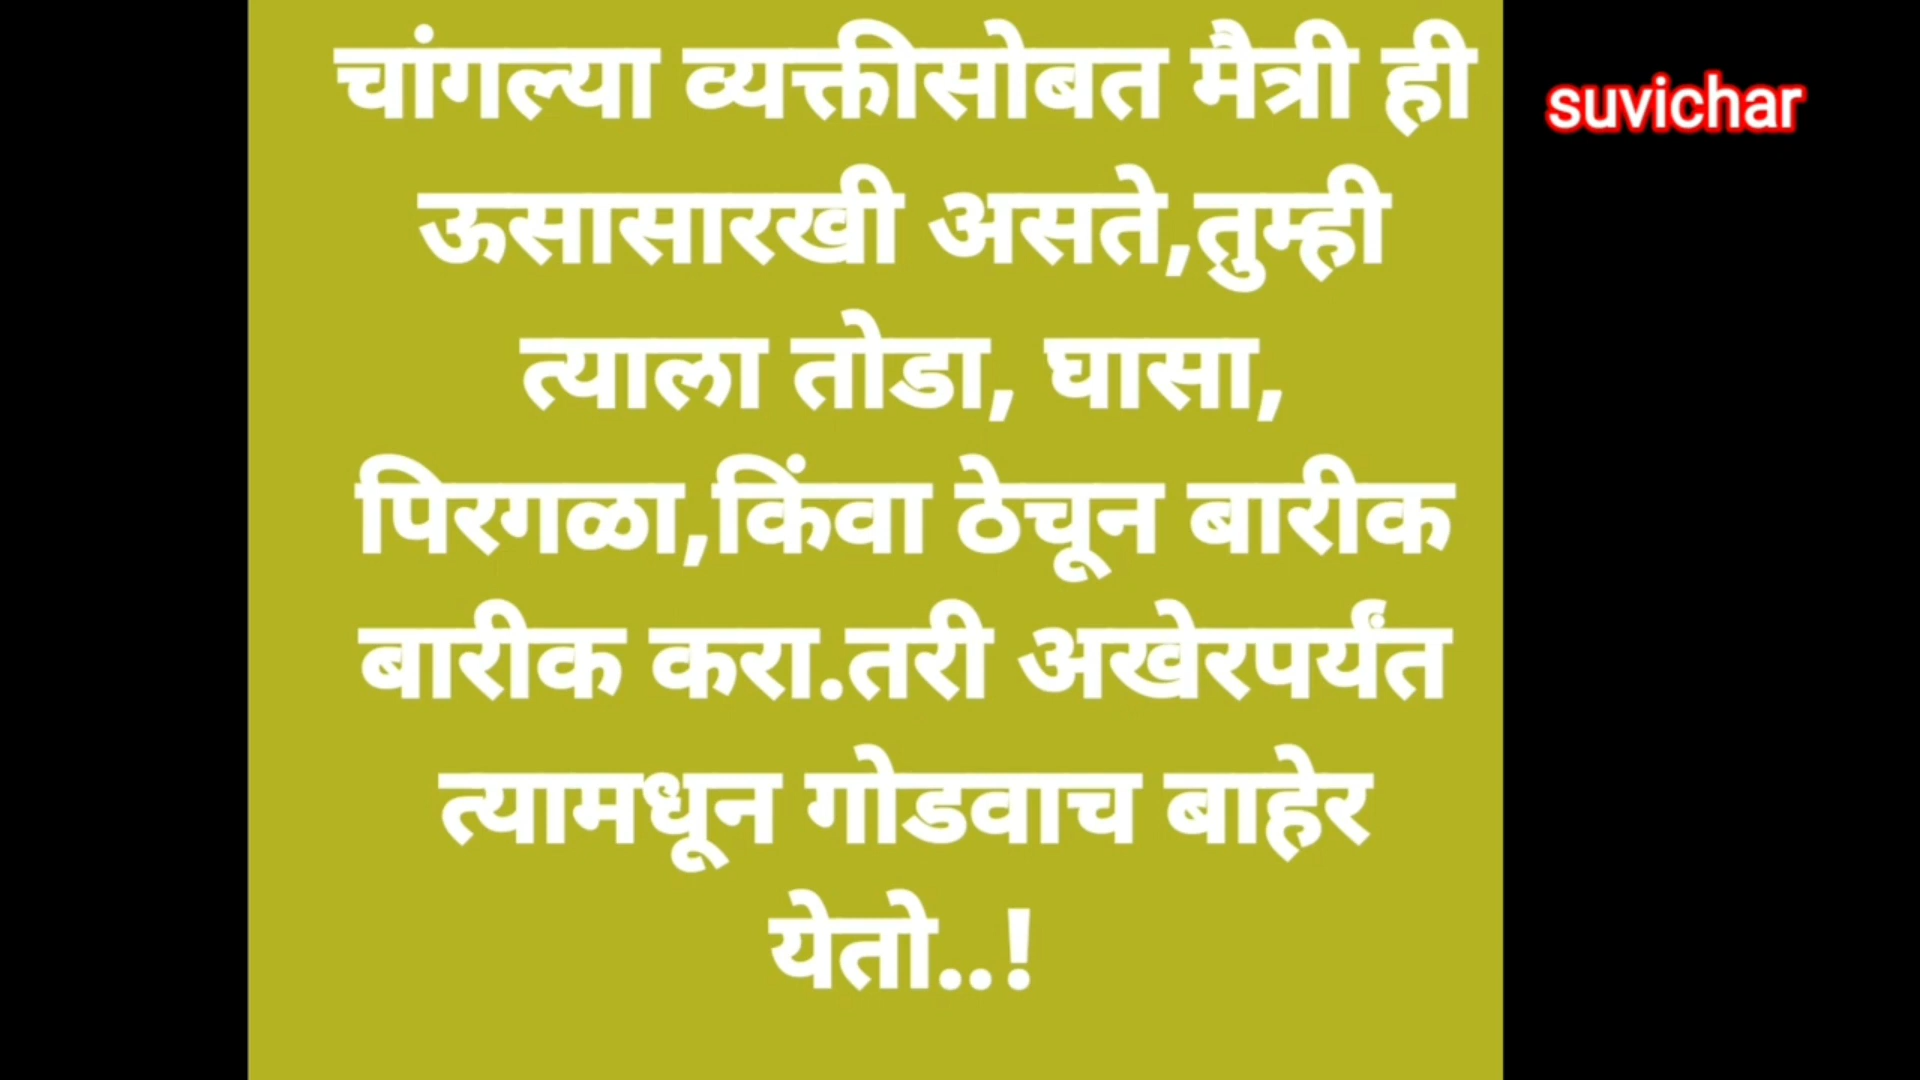 चांगल्या व्यक्तीसोबत मैत्री ही
suvichar
ऊसासारखी असते,तुम्ही
त्याला तोडा, घासा,
पिरगळा,किंवा ठेचून बारीक
बारीक करा.तरी अखेरपर्यंत
त्यामधून गोडवाच बाहेर
येतो..!